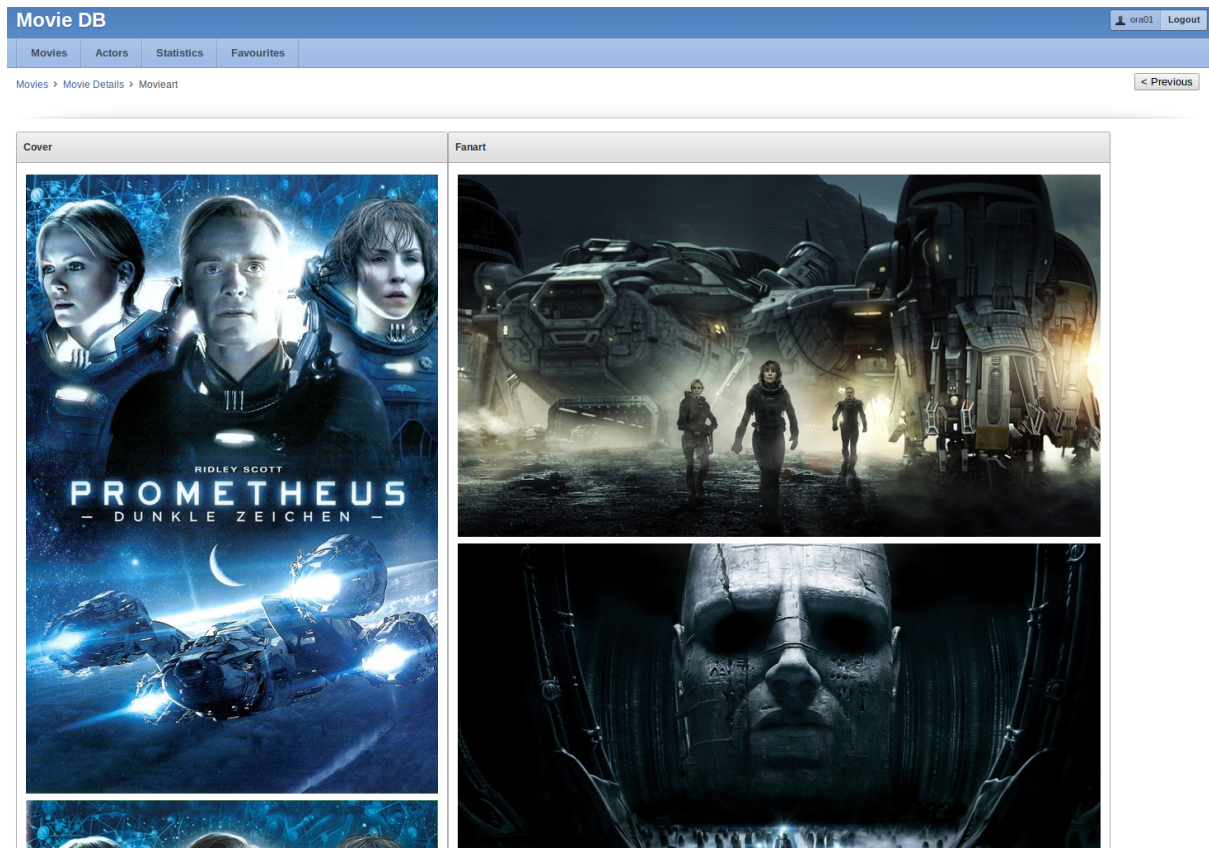 Movie DB
ora01 Logout
Movies Actors Statistics Favourites
Movies > Movie Details > Movieart
< Previous
Cover
Fanart
RIDLEY SCOTT
PROMETHEUS
— DUNKLE ZEICHEN —